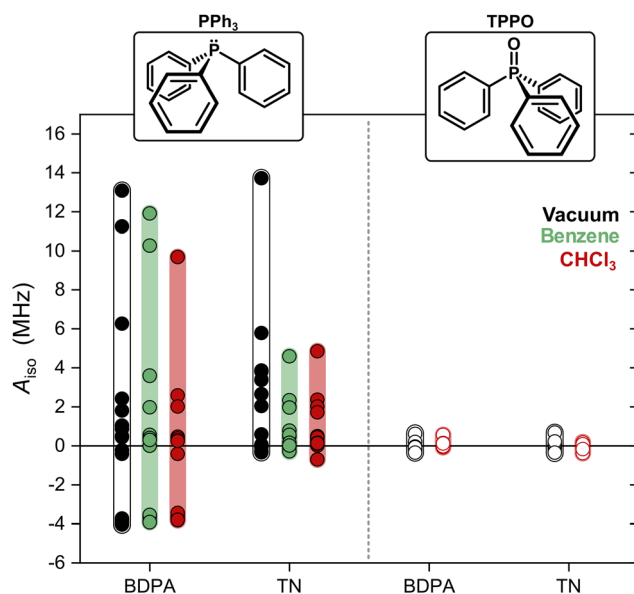 PPh3
TPPO
P
O
P
16
14
12
10
8
6
4
2
0
-2
-4
-6
Aiso (MHz)
Vacuum
Benzene
CHCl3
BDPA
TN
BDPA
TN